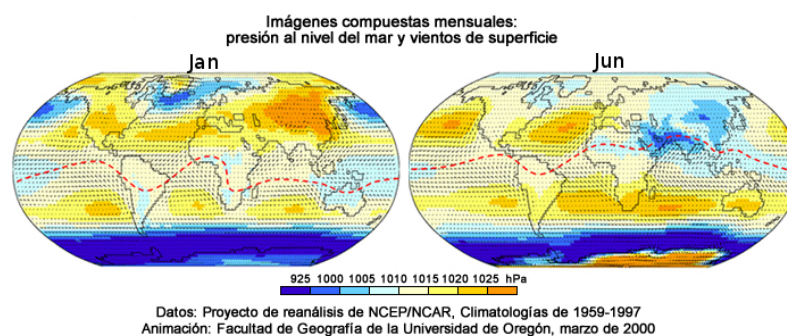 Imágenes compuestas mensuales:
presión al nivel del mar y vientos de superficie
Jan
Jun
925 1000 1005 1010 1015 1020 1025 hPa
Datos: Proyecto de reanálisis de NCEP/NCAR, Climatologías de 1959-1997
Animación: Facultad de Geografía de la Universidad de Oregón, marzo de 2000